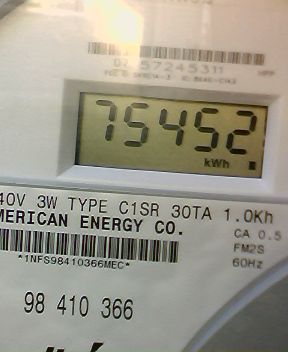 57245311
75452
kWh
40V 3W TYPE C1SR 30TA 1.0Kh
MERICAN ENERGY CO.
CA 0.5
FM2S
60Hz
*1NFS98410366MEC*
98 410 366